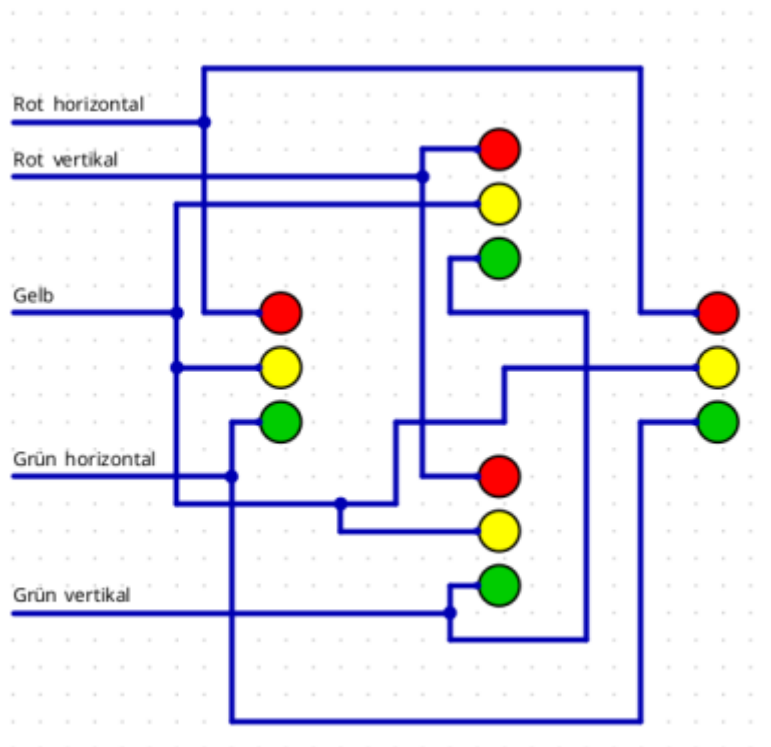 Rot horizontal
Rot vertikal
Gelb
Grün horizontal
Grün vertikal